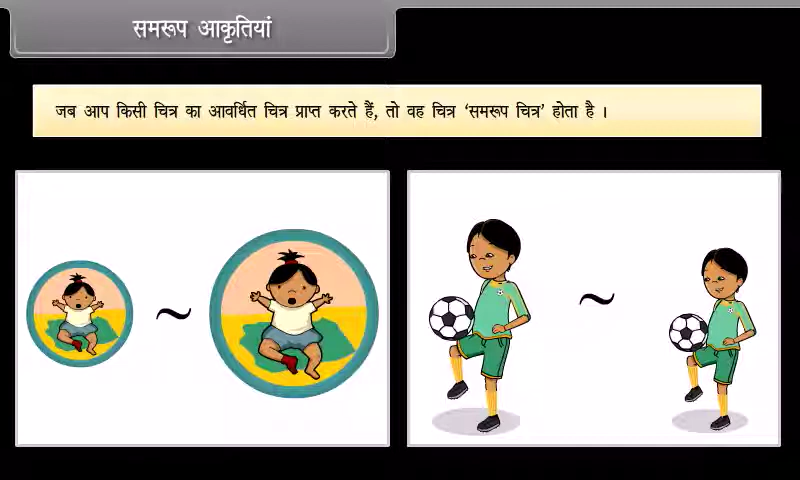 समरूप आकृतियां
जब आप किसी चित्र का आवर्धित चित्र प्राप्त करते हैं, तो वह चित्र ‘समरूप चित्र’ होता है ।
~ ~